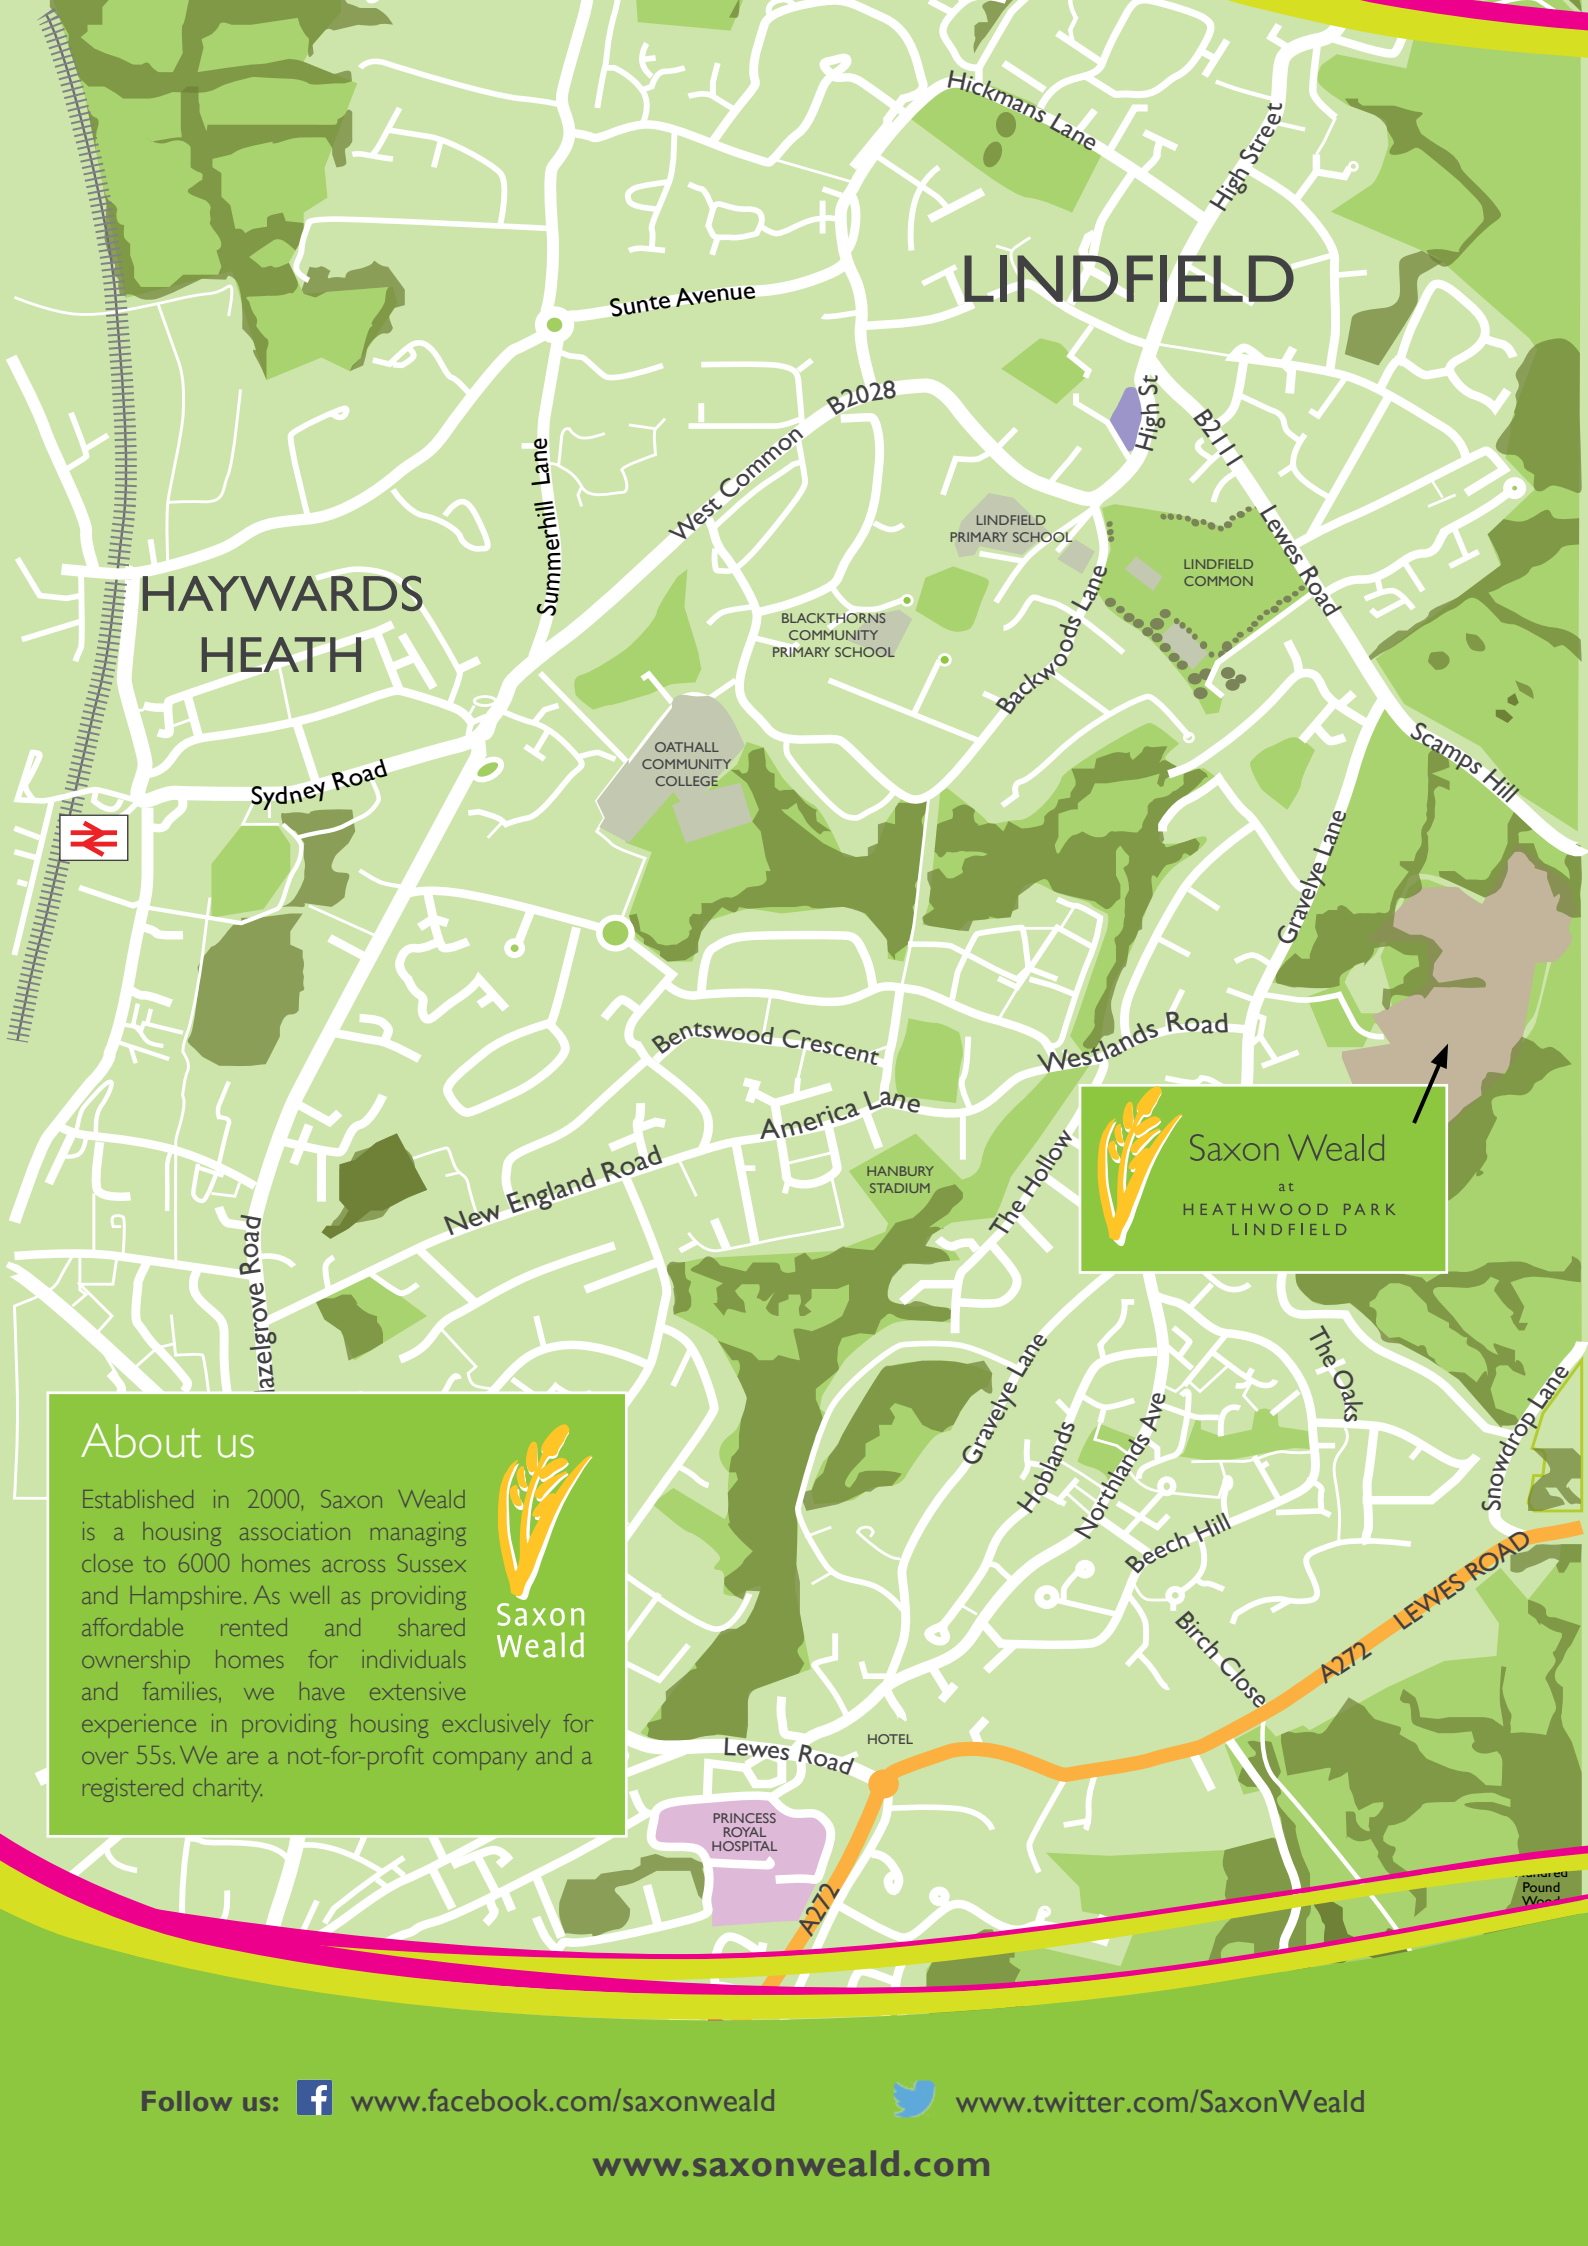 Hickmans Lane
High Street
LINDFIELD
Sunte Avenue
B2028
High St
B2111
West Common
Summerhill Lane
LINDFIELD
PRIMARY SCHOOL
Lewes Road
LINDFIELD
COMMON
HAYWARDS
HEATH
BLACKTHORNS
COMMUNITY
PRIMARY SCHOOL
Backwoods Lane
OATHALL
COMMUNITY
COLLEGE
Scamps Hill
Sydney Road
Gravelye Lane
Bentswood Crescent
Westlands Road
America Lane
New England Road
HANBURY
STADIUM
The Hollow
Saxon Weald
at
HEATHWOOD PARK
LINDFIELD
azelgrove Road
The Oaks
Gravelye Lane
Snowdrop Lane
Hoblands
Northlands Ave
Beech Hill
LEWES ROAD
A272
Birch Close
About us
Established in 2000, Saxon Weald
is a housing association managing
close to 6000 homes across Sussex
and Hampshire. As well as providing
affordable rented and shared
ownership homes for individuals
and families, we have extensive
experience in providing housing exclusively for
over 55s. We are a not-for-profit company and a
registered charity.
Saxon
Weald
HOTEL
Lewes Road
PRINCESS
ROYAL
HOSPITAL
A272
Pound
Follow us:
www.facebook.com/saxonweald
www.twitter.com/SaxonWeald
www.saxonweald.com